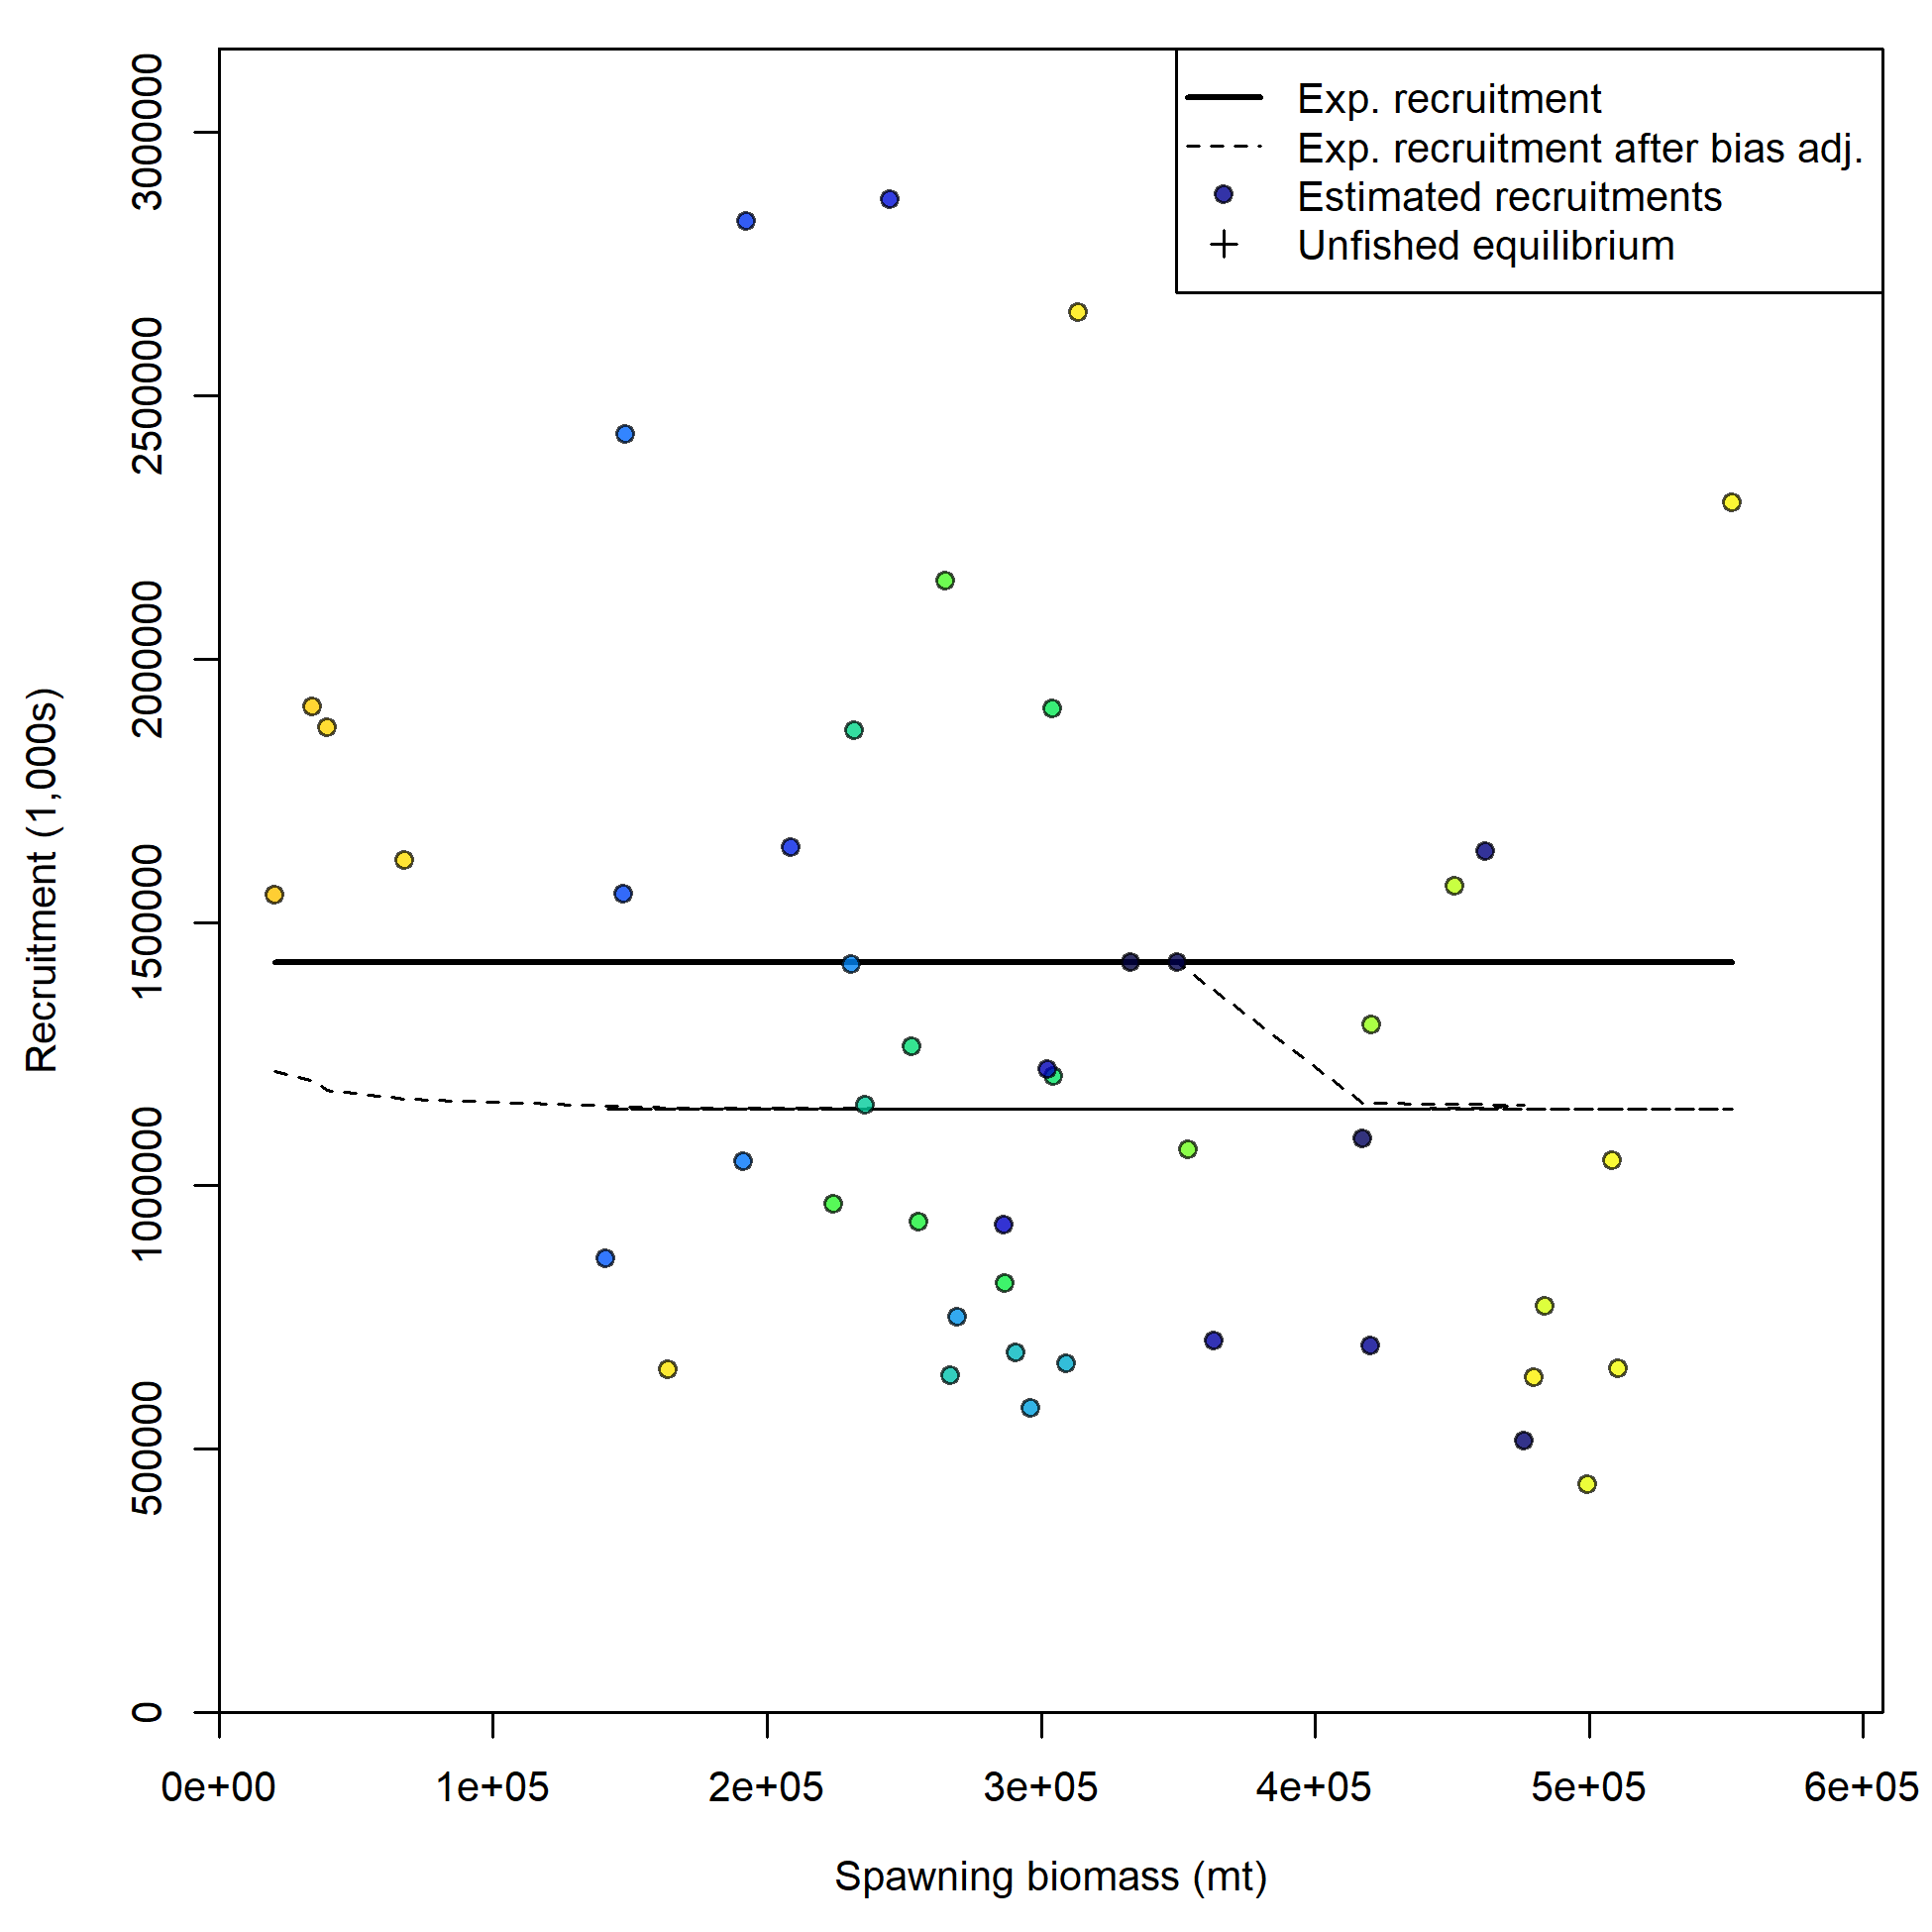 Exp. recruitment
Exp. recruitment after bias adj.
Estimated recruitments
Unfished equilibrium
Recruitment (1,000s)
3000000
2500000
2000000
1500000
1000000
500000
0
0e+00 1e+05 2e+05 3e+05 4e+05 5e+05 6e+05
Spawning biomass (mt)